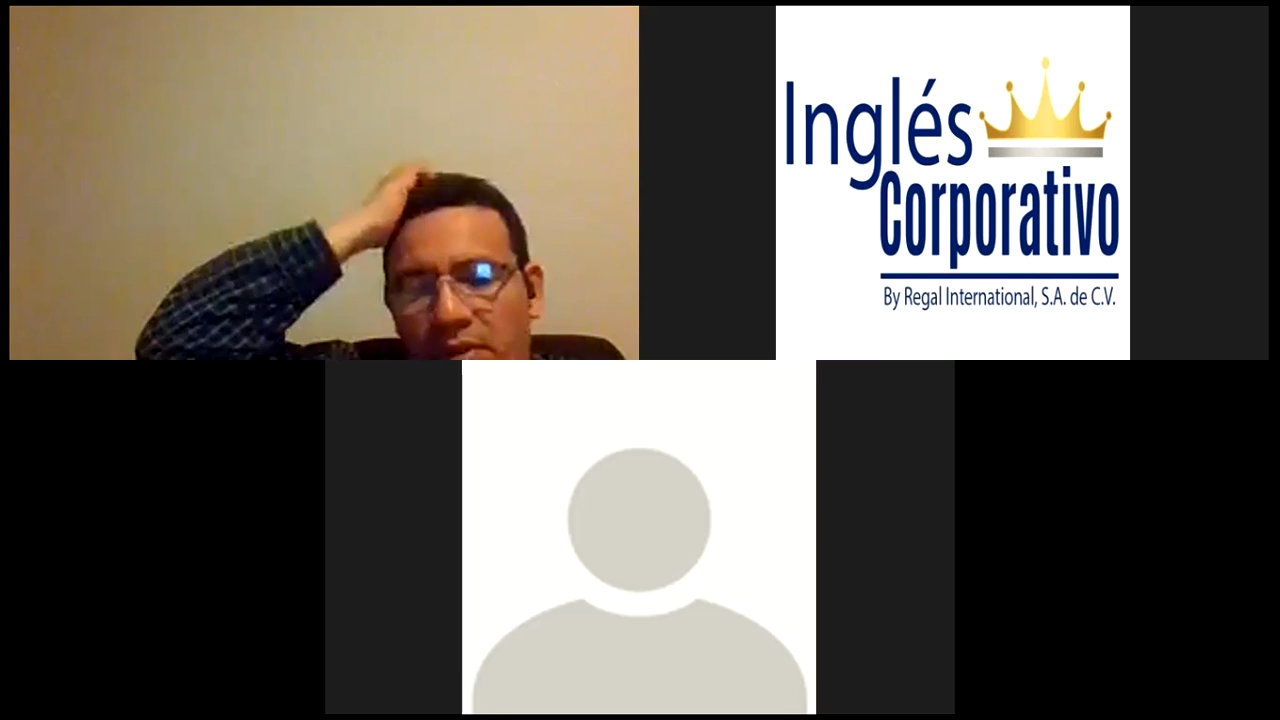 Inglés
Corporativo
By Regal International, S.A. de C.V.